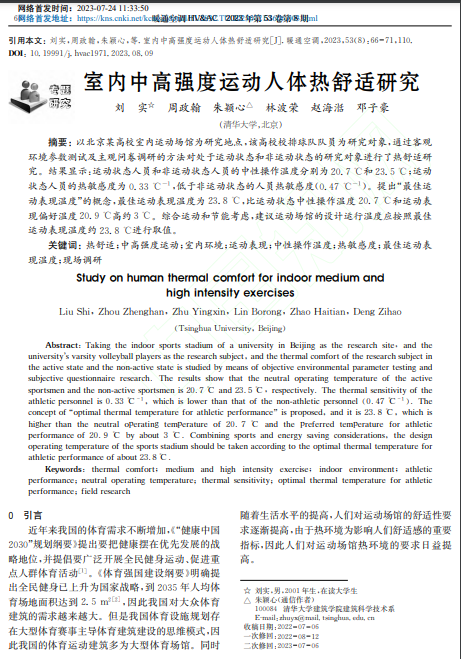 网络首发时间：2023-07-24 11:33:50
网络首发地址：https://kns.cnki.net/kc
暖通空调HV&AC 2023年第53卷第8期
引用本文：刘实,周政翰,朱颖心,等.室内中高强度运动人体热舒适研究[J].暖通空调,2023,53(8):66-71,110.
DOI: 10.19991/j.hvac1971.2023.08.09
专题
研究
室内中高强度运动人体热舒适研究
刘 实☆ 周政翰 朱颖心△ 林波荣 赵海湉 邓子豪
(清华大学,北京)
摘要：以北京某高校室内运动场馆为研究地点,该高校校排球队队员为研究对象,通过客观
环境参数测试及主观问卷调研的方法对处于运动状态和非运动状态的研究对象进行了热舒适研
究。结果显示:运动状态人员和非运动状态人员的中性操作温度分别为20.7℃和23.5℃;运动
状态人员的热敏感度为0.33℃⁻¹,低于非运动状态的人员热敏感度(0.47℃⁻¹)。提出“最佳运
动表现温度”的概念,最佳运动表现温度为23.8℃,比运动状态中性操作温度20.7℃和运动表
现偏好温度20.9℃高约3℃。综合运动和节能考虑,建议运动场馆的设计运行温度应按照最佳
运动表现温度约23.8℃进行取值。
关键词：热舒适;中高强度运动;室内环境;运动表现;中性操作温度;热敏感度;最佳运动表
现温度;现场调研
Study on human thermal comfort for indoor medium and
high intensity exercises
Liu Shi, Zhou Zhenghan, Zhu Yingxin, Lin Borong, Zhao Haitian, Deng Zihao
(Tsinghua University, Beijing)
Abstract: Taking the indoor sports stadium of a university in Beijing as the research site, and the
university's varsity volleyball players as the research subject, and the thermal comfort of the research subject in
the active state and the non-active state is studied by means of objective environmental parameter testing and
subjective questionnaire research. The results show that the neutral operating temperature of the active
sportsmen and the non-active sportsmen is 20.7 ℃ and 23.5 ℃, respectively. The thermal sensitivity of the
athletic personnel is 0.33 ℃⁻¹, which is lower than that of the non-athletic personnel (0.47 ℃⁻¹). The
concept of “optimal thermal temperature for athletic performance” is proposed, and it is 23.8 ℃, which is
higher than the neutral operating temperature of 20.7 ℃ and the preferred temperature for athletic
performance of 20.9 ℃ by about 3 ℃. Combining sports and energy saving considerations, the design
operating temperature of the sports stadium should be taken according to the optimal thermal temperature for
athletic performance of about 23.8 ℃.
Keywords: thermal comfort; medium and high intensity exercise; indoor environment; athletic
performance; neutral operating temperature; thermal sensitivity; optimal thermal temperature for athletic
performance; field research
0 引言
近年来我国的体育需求不断增加,《“健康中国
2030”规划纲要》提出要把健康摆在优先发展的战
略地位,并提倡要广泛开展全民健身运动、促进重
点人群体育活动[1]。《体育强国建设纲要》明确提
出全民健身已上升为国家战略,到2035年人均体
育场地面积达到2.5 m²[2],因此我国对大众体育
建筑的需求越来越大。但是我国体育设施规划存
在大型体育赛事主导体育建筑建设的思维模式,因
此我国的体育运动建筑多为大型体育场馆。同时
随着生活水平的提高,人们对运动场馆的舒适性要
求逐渐提高,由于热环境为影响人们舒适感的重要
指标,因此人们对运动场馆热环境的要求日益提
高。
☆ 刘实,男,2001年生,在读大学生
△ 朱颖心(通信作者)
100084 清华大学建筑学院建筑科学技术系
E-mail: zhuyx@mail.tsinghua.edu.cn
收稿日期:2022-07-06
一次修回:2022-08-12
二次修回:2023-07-06